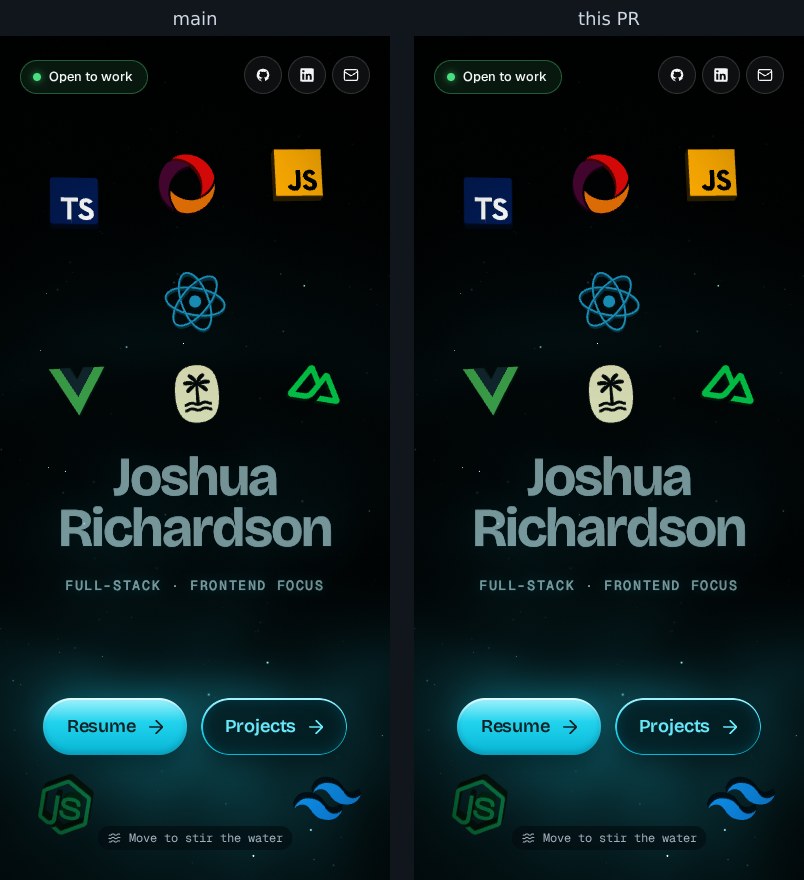 main
this PR
Open to work
Open to work
JS
TS
JS
TS
Joshua
Richardson
Joshua
Richardson
FULL-STACK · FRONTEND FOCUS
FULL-STACK · FRONTEND FOCUS
Resume →
Projects →
Resume →
Projects →
JS
JS
Move to stir the water
Move to stir the water